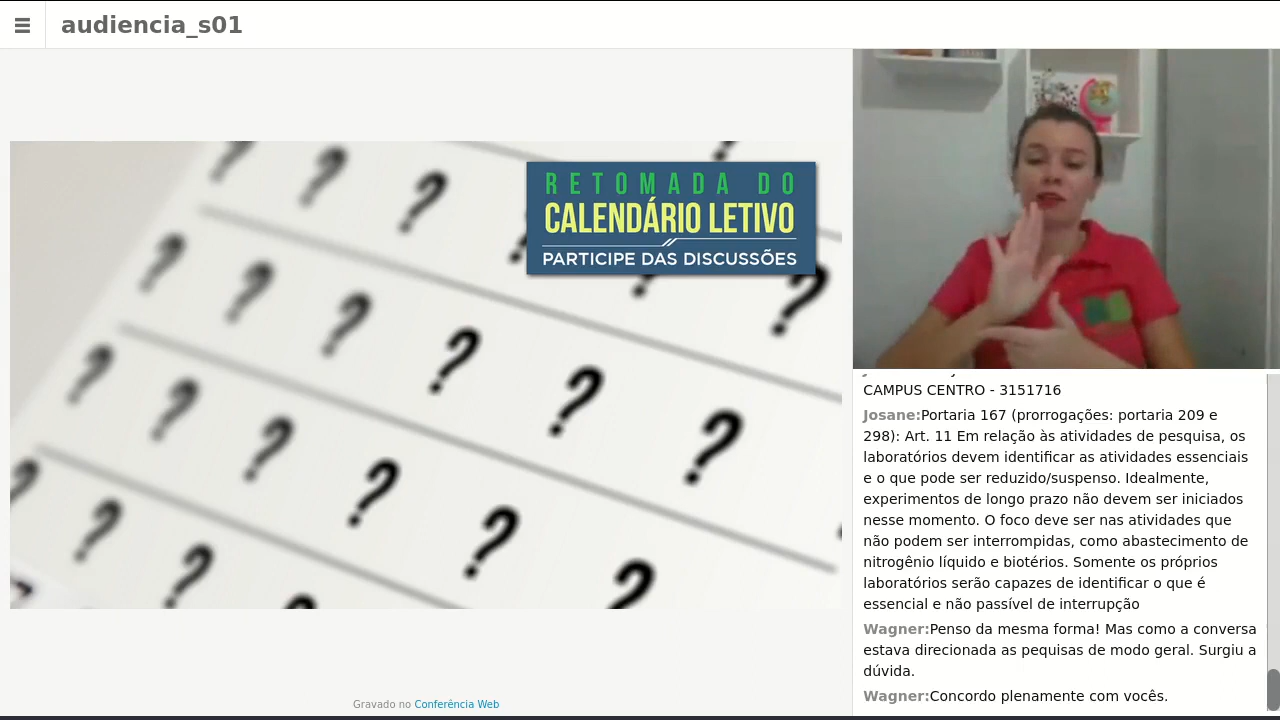 audiencia_s01
RETOMADA DO
CALENDÁRIO LETIVO
PARTICIPE DAS DISCUSSÕES
? ? ? ?
? ? ? ? ? ?
? ? ? ? ? ?
? ? ? ? ?
CAMPUS CENTRO - 3151716
Josane:Portaria 167 (prorrogações: portaria 209 e
298): Art. 11 Em relação às atividades de pesquisa, os
laboratórios devem identificar as atividades essenciais
e o que pode ser reduzido/suspenso. Idealmente,
experimentos de longo prazo não devem ser iniciados
nesse momento. O foco deve ser nas atividades que
não podem ser interrompidas, como abastecimento de
nitrogênio líquido e biotérios. Somente os próprios
laboratórios serão capazes de identificar o que é
essencial e não passível de interrupção
Wagner:Penso da mesma forma! Mas como a conversa
estava direcionada as pequisas de modo geral. Surgiu a
dúvida.
Wagner:Concordo plenamente com vocês.
Gravado no Conferência Web